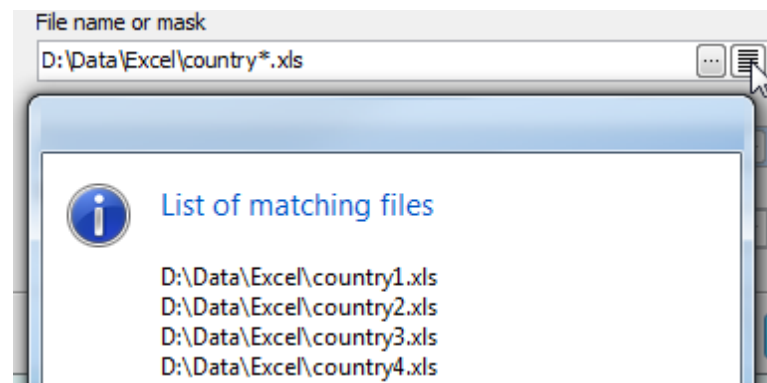 File name or mask
D:\Data\Excel\country*.xls
...
List of matching files
D:\Data\Excel\country1.xls
D:\Data\Excel\country2.xls
D:\Data\Excel\country3.xls
D:\Data\Excel\country4.xls